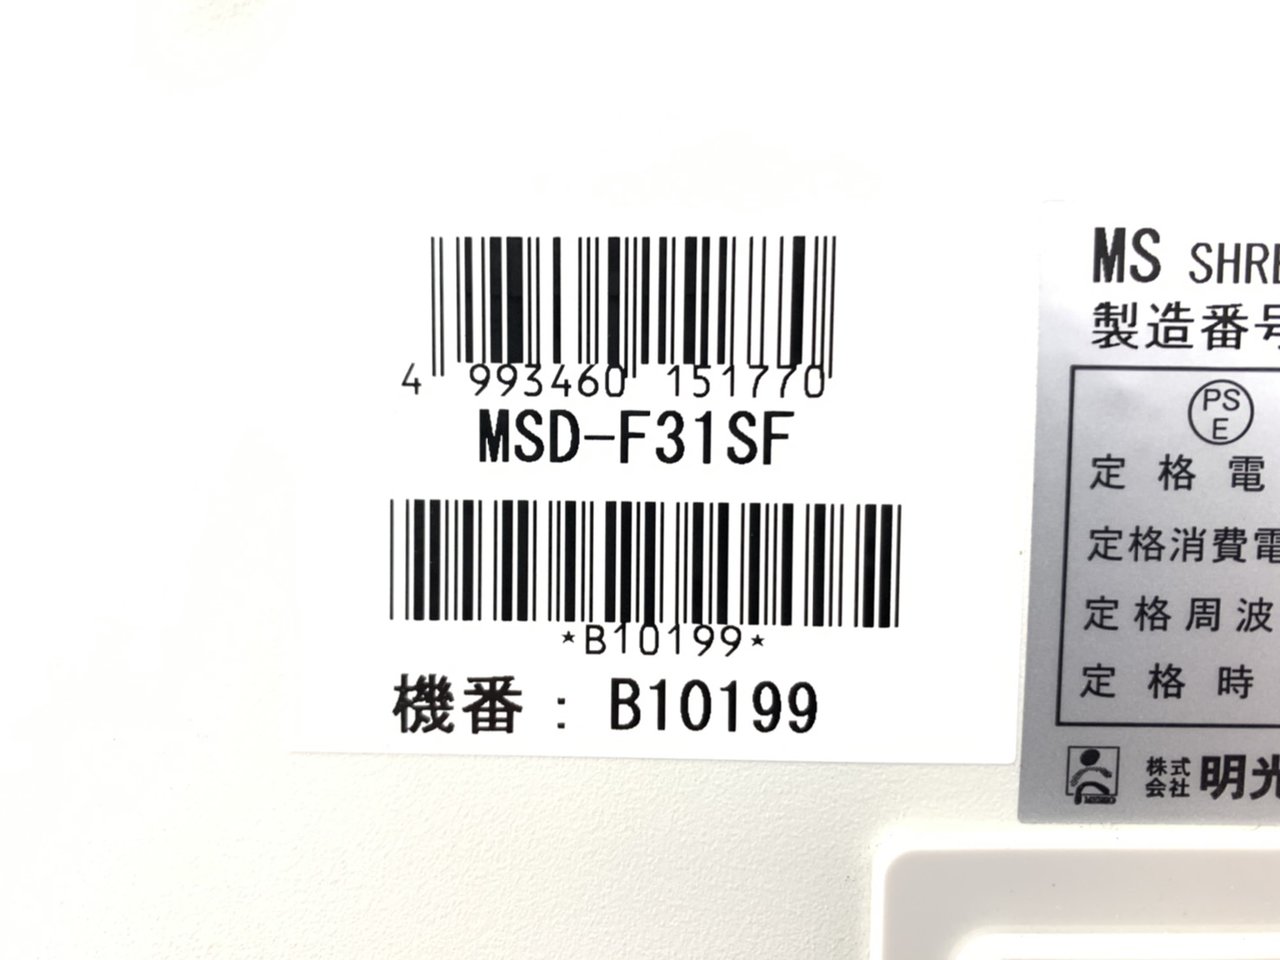 4 993460 151770
MSD-F31SF
*B10199*
機番: B10199
MS SHRE
製造番号
PS
E
定格電
定格消費電
定格周波
定格時
株式
会社 明光